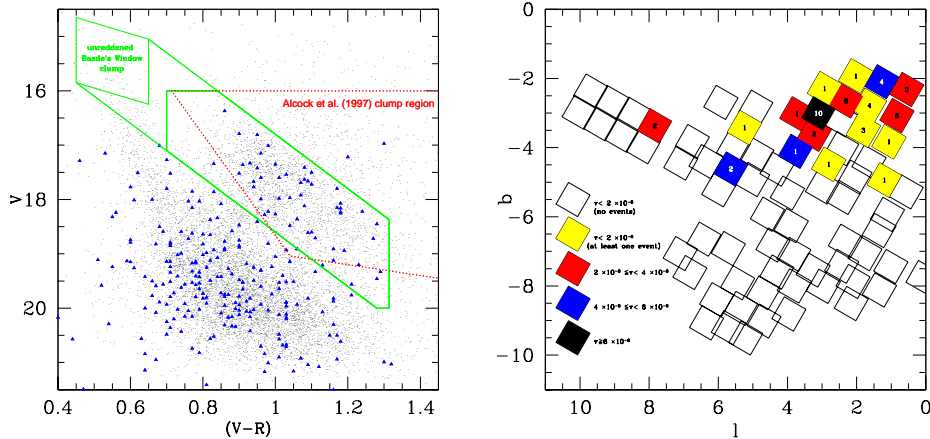 unreddened
Baade's Window
clump
Alcock et al. (1997) clump region
16
18
20
V
0.4
0.6
0.8
1
1.2
1.4
(V−R)
0
−2
−4
−6
−8
−10
b
10
8
6
4
2
0
l
1
4
3
1
6
4
1
10
5
2
1
3
3
1
1
1
2
1
1
τ< 2 ×10⁻⁶
(no events)
τ< 2 ×10⁻⁶
(at least one event)
2 ×10⁻⁶ ≤τ< 4 ×10⁻⁶
4 ×10⁻⁶ ≤τ< 6 ×10⁻⁶
τ≥6 ×10⁻⁶